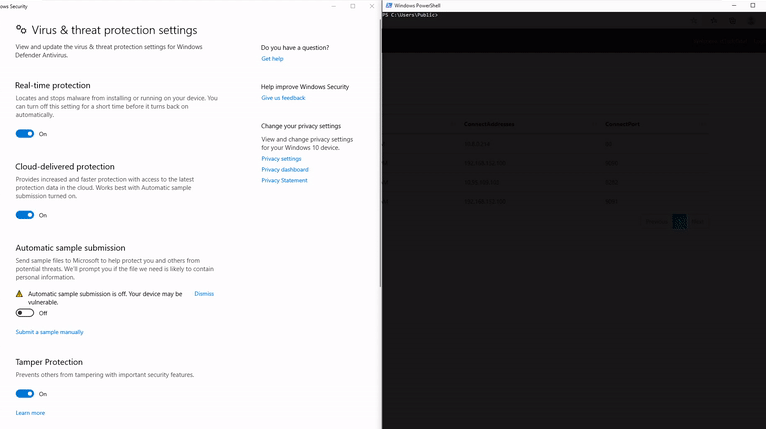 ows Security
Virus & threat protection settings
View and update the virus & threat protection settings for Windows
Defender Antivirus.
Real-time protection
Locates and stops malware from installing or running on your device. You
can turn off this setting for a short time before it turns back on
automatically.
On
Cloud-delivered protection
Provides increased and faster protection with access to the latest
protection data in the cloud. Works best with Automatic sample
submission turned on.
On
Automatic sample submission
Send sample files to Microsoft to help protect you and others from
potential threats. We'll prompt you if the file we need is likely to contain
personal information.
Automatic sample submission is off. Your device may be
vulnerable.
Dismiss
Off
Submit a sample manually
Tamper Protection
Prevents others from tampering with important security features.
On
Learn more
Do you have a question?
Get help
Help improve Windows Security
Give us feedback
Change your privacy settings
View and change privacy settings
for your Windows 10 device.
Privacy settings
Privacy dashboard
Privacy Statement
Windows PowerShell
PS C:\Users\Public>